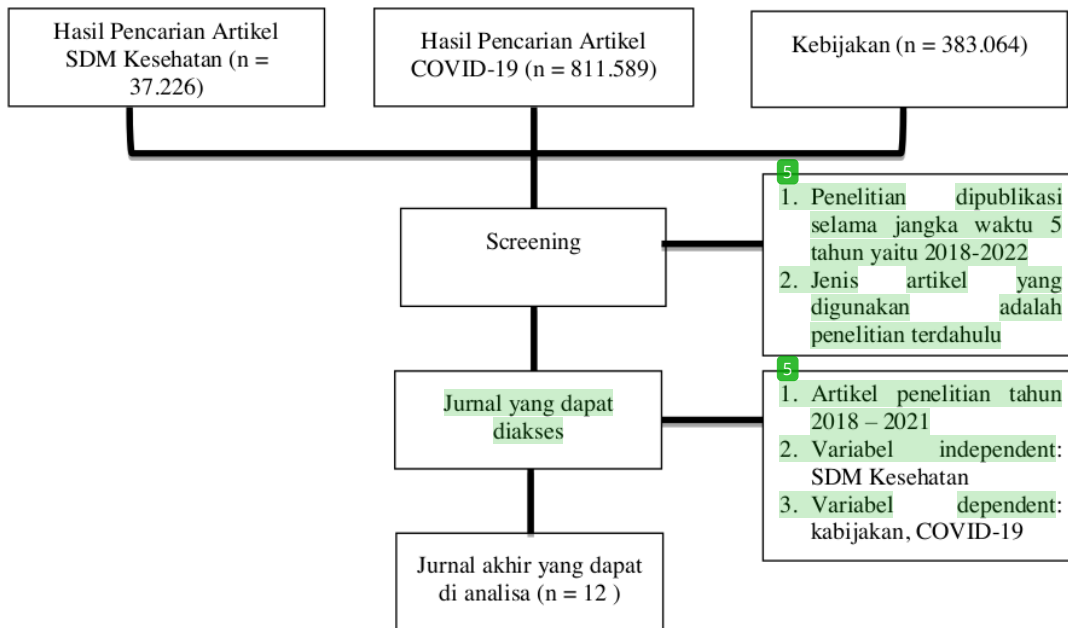 Hasil Pencarian Artikel
SDM Kesehatan (n =
37.226)
Hasil Pencarian Artikel
COVID-19 (n = 811.589)
Kebijakan (n = 383.064)
Screening
5
1. Penelitian dipublikasi
selama jangka waktu 5
tahun yaitu 2018-2022
2. Jenis artikel yang
digunakan adalah
penelitian terdahulu
Jurnal yang dapat
diakses
5
1. Artikel penelitian tahun
2018 – 2021
2. Variabel independent:
SDM Kesehatan
3. Variabel dependent:
kabijakan, COVID-19
Jurnal akhir yang dapat
di analisa (n = 12 )